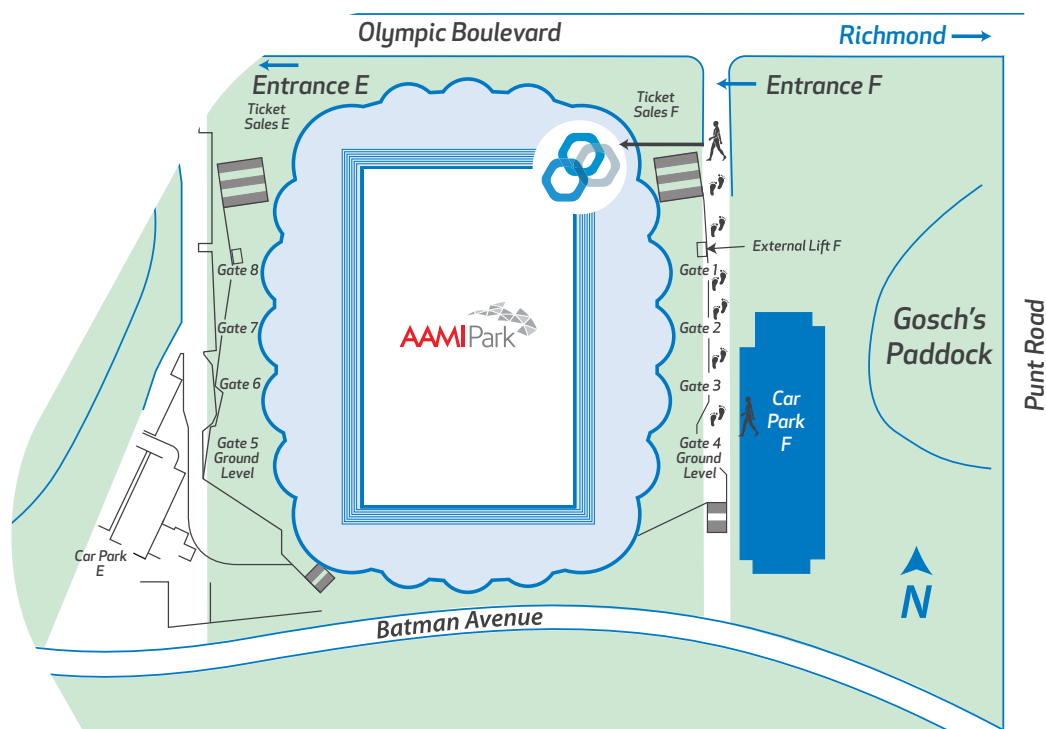 Olympic Boulevard
Richmond
Entrance E
Entrance F
Ticket
Sales E
Ticket
Sales F
External Lift F
Gate 8
Gate 1
Gate 7
Gate 2
AAMI Park
Gosch's
Paddock
Punt Road
Gate 6
Gate 3
Car
Park
F
Gate 5
Ground
Level
Gate 4
Ground
Level
Car Park
E
N
Batman Avenue